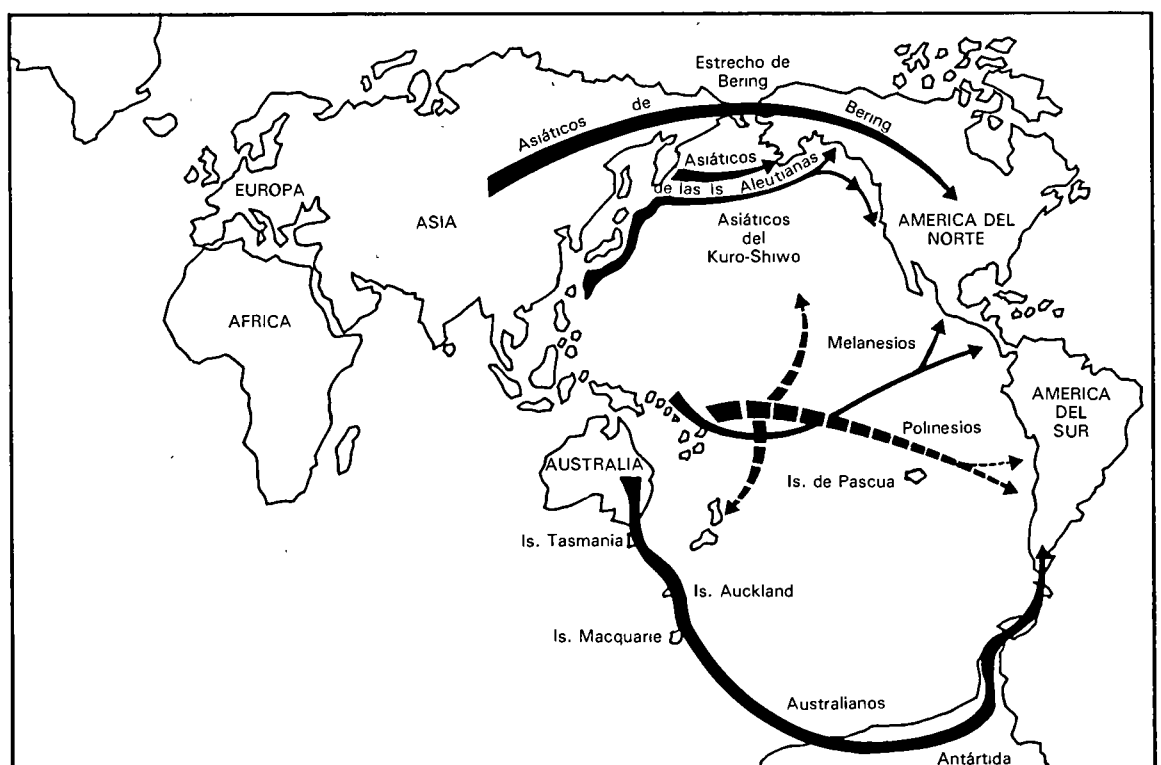 Estrecho de
Bering
Asiáticos de Bering
Asiáticos
de las is Aleutianas
EUROPA
ASIA
Asiáticos
del
Kuro-Shiwo
AMERICA DEL
NORTE
AFRICA
Melanesios
AMERICA
DEL
SUR
Polinesios
AUSTRALIA
Is. de Pascua
Is. Tasmania
Is. Auckland
Is. Macquarie
Australianos
Antártida